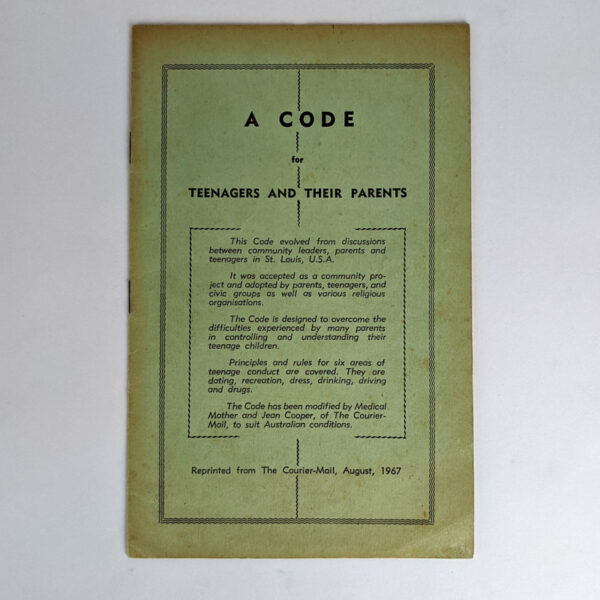 A CODE
for
TEENAGERS AND THEIR PARENTS
This Code evolved from discussions
between community leaders, parents and
teenagers in St. Louis, U.S.A.
It was accepted as a community pro-
ject and adopted by parents, teenagers, and
civic groups as well as various religious
organisations.
The Code is designed to overcome the
difficulties experienced by many parents
in controlling and understanding their
teenage children.
Principles and rules for six areas of
teenage conduct are covered. They are
dating, recreation, dress, drinking, driving
and drugs.
The Code has been modified by Medical
Mother and Jean Cooper, of The Courier-
Mail, to suit Australian conditions.
Reprinted from The Courier-Mail, August, 1967